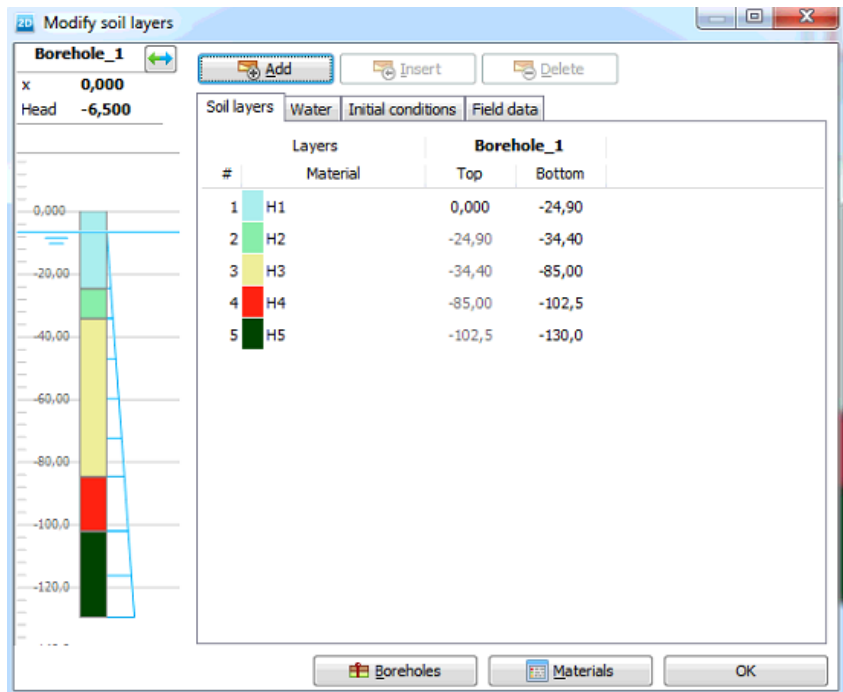 2D Modify soil layers
Borehole_1
x 0,000
Head -6,500
Add Insert Delete
Soil layers Water Initial conditions Field data
Layers Borehole_1
# Material Top Bottom
1 H1 0,000 -24,90
2 H2 -24,90 -34,40
3 H3 -34,40 -85,00
4 H4 -85,00 -102,5
5 H5 -102,5 -130,0
0,000
-20,00
-40,00
-60,00
-80,00
-100,0
-120,0
Boreholes Materials OK